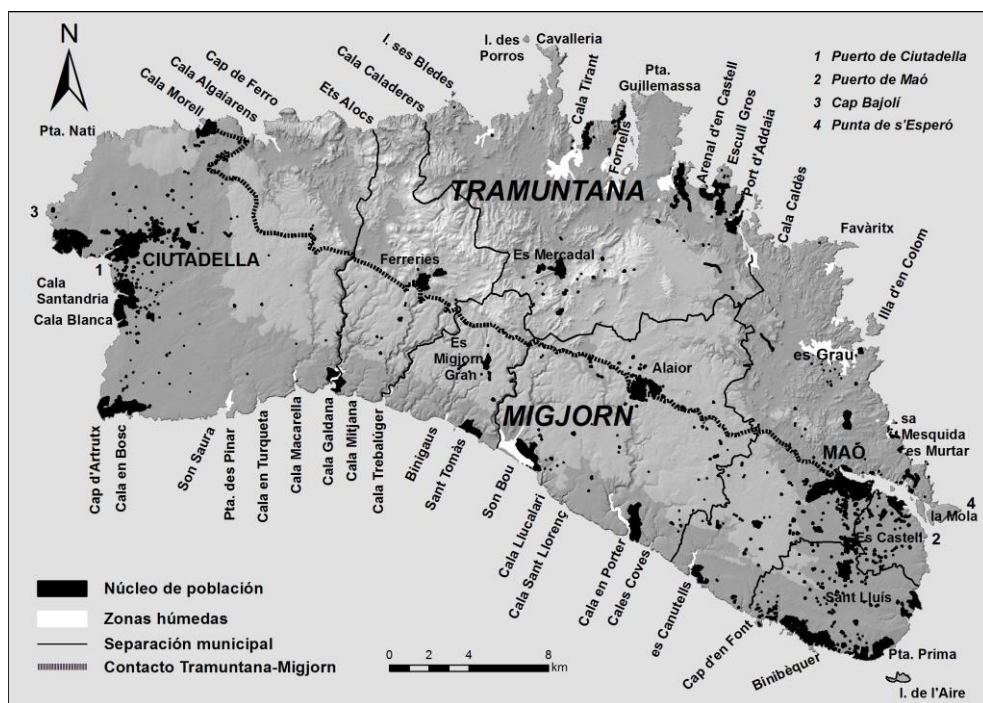 N
I. des
Porros
Cavalleria
I. ses Bledes
Cala Tirant
Pta.
Guillemassa
Fornells
Arenal d'en Castell
Escull Gros
Port d'Addaia
Cala Caldès
Favàritx
Illa d'en Colom
1 Puerto de Ciutadella
2 Puerto de Maó
3 Cap Bajolí
4 Punta de s'Esperó
Pta. Nati
Cala Morell
Cala Algaiarens
Cap de Ferro
Ets Alocs
Cala Caladerers
TRAMUNTANA
3
1
CIUTADELLA
Ferreries
Es Mercadal
Cala
Santandria
Cala Blanca
Es
Migjorn
Gran
Alaior
MIGJORN
es Grau
sa
Mesquida
es Murtar
MAÓ
4
la Mola
2
Es Castell
Sant Lluís
Cap d'Artrutx
Cala en Bosc
Son Saura
Pta. des Pinar
Cala en Turqueta
Cala Macarella
Cala Galdana
Cala Mitjana
Cala Trebalúger
Binigaus
Sant Tomàs
Son Bou
Cala Llucalari
Cala Sant Llorenç
Cala en Porter
Cales Coves
es Canutells
Cap d'en Font
Binibèquer
Pta. Prima
I. de l'Aire
Núcleo de población
Zonas húmedas
Separación municipal
Contacto Tramuntana-Migjorn
0 2 4 8
km